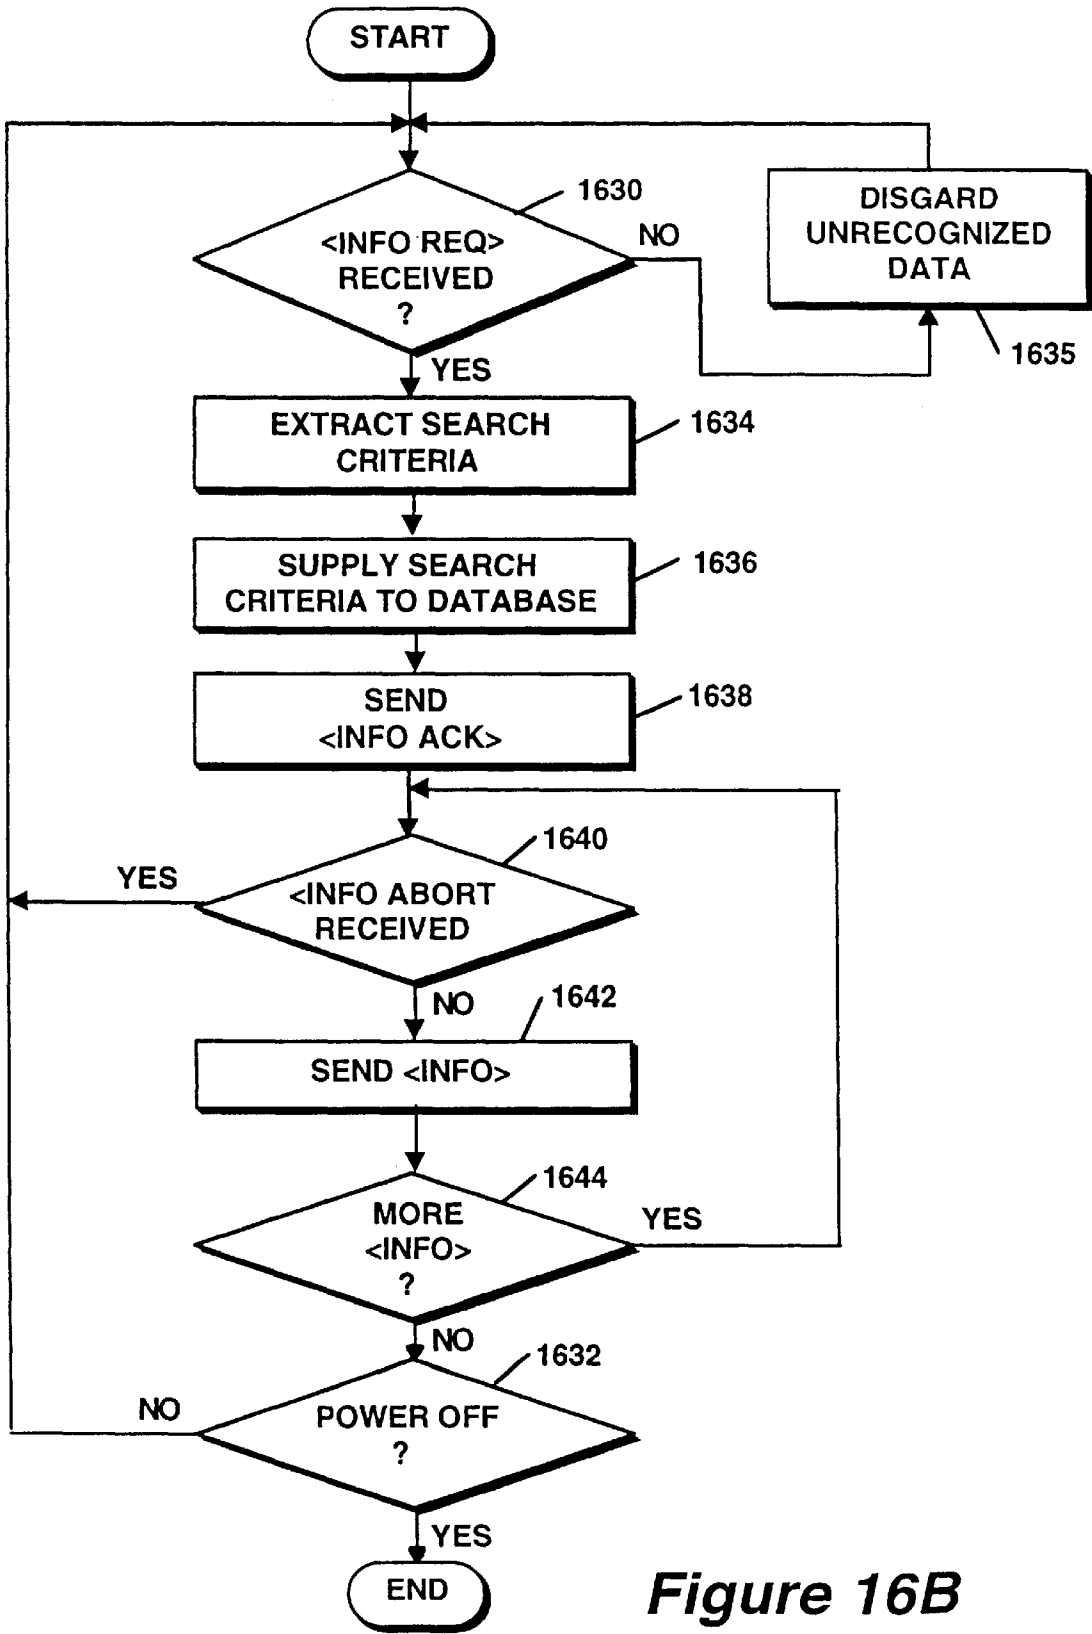 START
1630
<INFO REQ>
RECEIVED
?
NO
DISGARD
UNRECOGNIZED
DATA
1635
YES
EXTRACT SEARCH
CRITERIA
1634
SUPPLY SEARCH
CRITERIA TO DATABASE
1636
SEND
<INFO ACK>
1638
1640
YES
<INFO ABORT
RECEIVED
NO
1642
SEND <INFO>
1644
MORE
<INFO>
?
YES
NO
1632
NO
POWER OFF
?
YES
END
Figure 16B